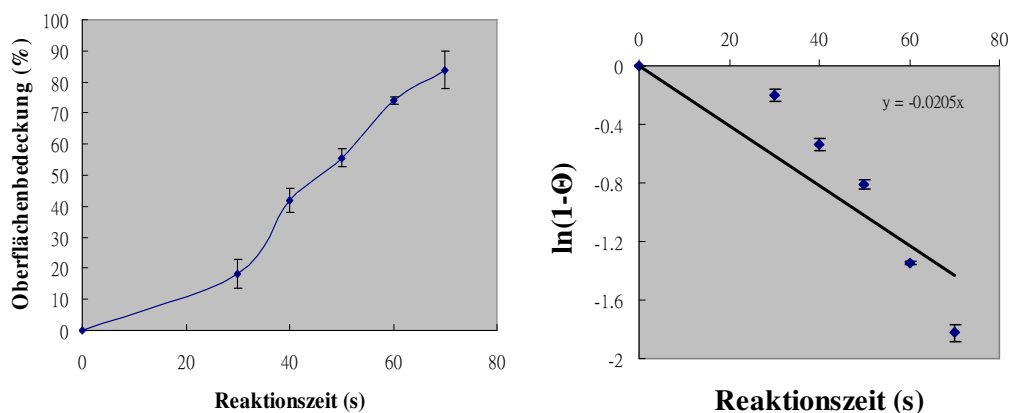 100
90
80
70
60
50
40
30
20
10
0
0 20 40 60 80
Oberflächenbedeckung (%)
Reaktionszeit (s)
0 20 40 60 80
0
-0.4
-0.8
-1.2
-1.6
-2
y = -0.0205x
ln(1-Θ)
Reaktionszeit (s)